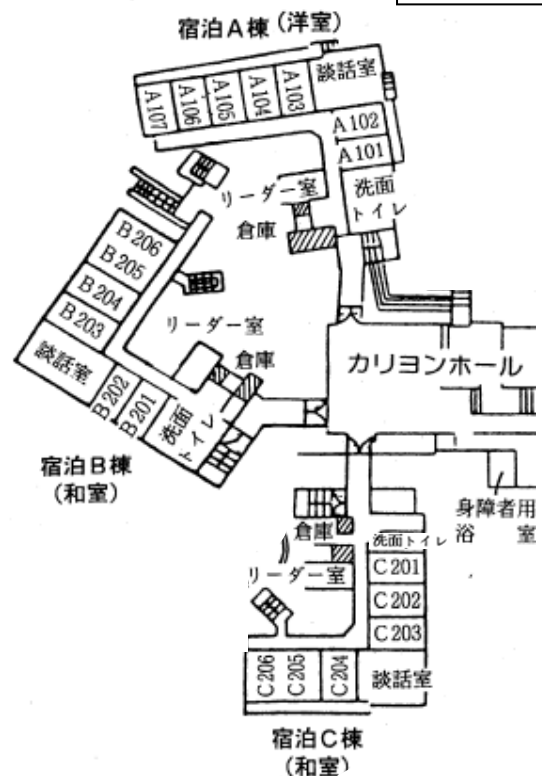 宿泊A棟(洋室)
談話室
A107
A106
A105
A104
A103
A102
A101
洗面
トイレ
リーダー室
倉庫
B206
B205
B204
B203
談話室
B202
B201
洗面
トイレ
リーダー室
倉庫
カリヨンホール
宿泊B棟
(和室)
身障者用
浴室
倉庫
洗面トイレ
リーダー室
C201
C202
C203
C206
C205
C204
談話室
宿泊C棟
(和室)